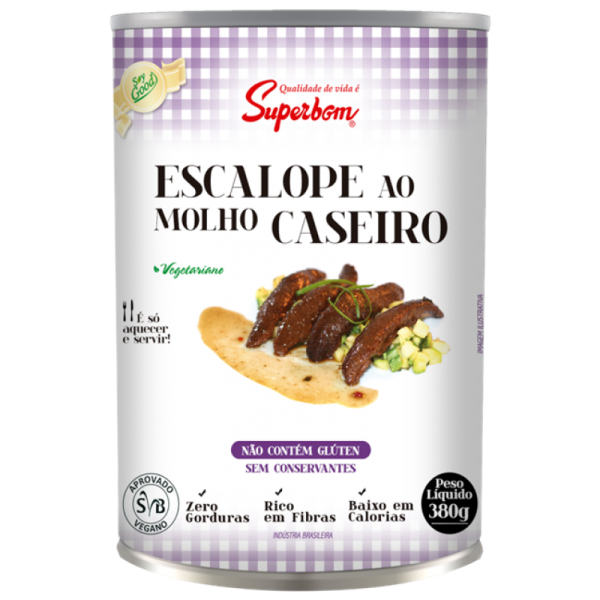 Say
Good
Qualidade de vida é
Superbom®
ESCALOPE AO
MOLHO CASEIRO
Vegetariano
É só
aquecer
e servir!
IMAGEM ILUSTRATIVA
NÃO CONTÉM GLÚTEN
SEM CONSERVANTES
APROVADO
SVB
VEGANO
Zero
Gorduras
Rico
em Fibras
Baixo em
Calorias
Peso
Líquido
380g
INDÚSTRIA BRASILEIRA